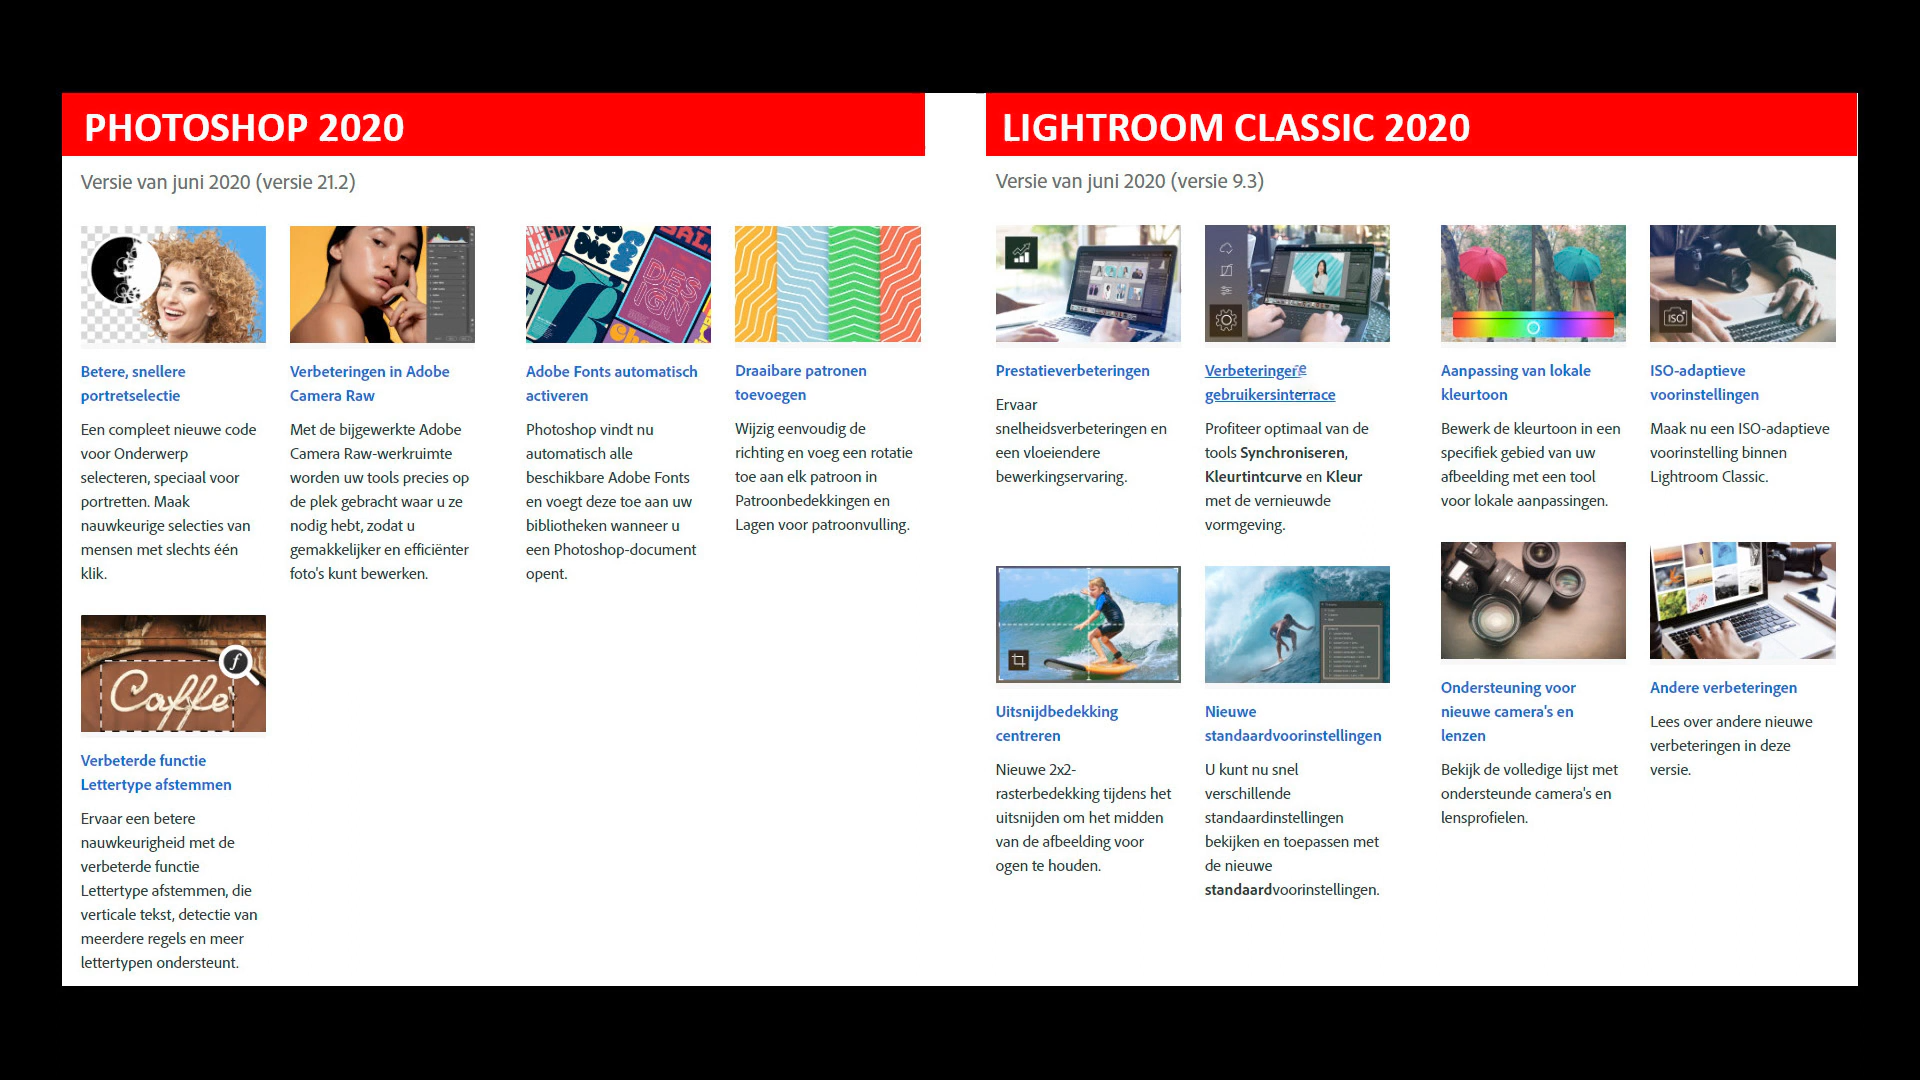 PHOTOSHOP 2020
Versie van juni 2020 (versie 21.2)
Betere, snellere
portretselectie
Een compleet nieuwe code
voor Onderwerp
selecteren, speciaal voor
portretten. Maak
nauwkeurige selecties van
mensen met slechts één
klik.
Verbeteringen in Adobe
Camera Raw
Met de bijgewerkte Adobe
Camera Raw-werkruimte
worden uw tools precies op
de plek gebracht waar u ze
nodig hebt, zodat u
gemakkelijker en efficiënter
foto's kunt bewerken.
DES
IGN
Adobe Fonts automatisch
activeren
Photoshop vindt nu
automatisch alle
beschikbare Adobe Fonts
en voegt deze toe aan uw
bibliotheken wanneer u
een Photoshop-document
opent.
Draaibare patronen
toevoegen
Wijzig eenvoudig de
richting en voeg een rotatie
toe aan elk patroon in
Patroonbedekkingen en
Lagen voor patroonvulling.
Caffè
f
Verbeterde functie
Lettertype afstemmen
Ervaar een betere
nauwkeurigheid met de
verbeterde functie
Lettertype afstemmen, die
verticale tekst, detectie van
meerdere regels en meer
lettertypen ondersteunt.
LIGHTROOM CLASSIC 2020
Versie van juni 2020 (versie 9.3)
Prestatieverbeteringen
Ervaar
snelheidsverbeteringen en
een vloeiendere
bewerkingservaring.
gebruikersinterface
Profiteer optimaal van de
tools Synchroniseren,
Kleurtintcurve en Kleur
met de vernieuwde
vormgeving.
Aanpassing van lokale
kleurtoon
Bewerk de kleurtoon in een
specifiek gebied van uw
afbeelding met een tool
voor lokale aanpassingen.
ISO
ISO-adaptieve
voorinstellingen
Maak nu een ISO-adaptieve
voorinstelling binnen
Lightroom Classic.
Uitsnijdbedekking
centreren
Nieuwe 2x2-
rasterbedekking tijdens het
uitsnijden om het midden
van de afbeelding voor
ogen te houden.
Nieuwe
standaardvoorinstellingen
U kunt nu snel
verschillende
standaardinstellingen
bekijken en toepassen met
de nieuwe
standaardvoorinstellingen.
Ondersteuning voor
nieuwe camera's en
lenzen
Bekijk de volledige lijst met
ondersteunde camera's en
lensprofielen.
Andere verbeteringen
Lees over andere nieuwe
verbeteringen in deze
versie.